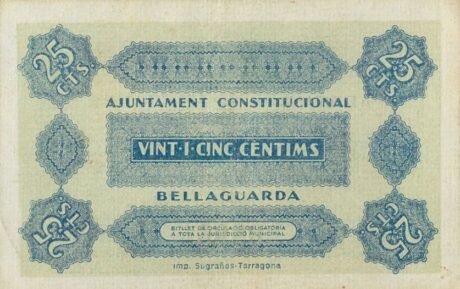 25 CTS
25 CTS
AJUNTAMENT CONSTITUCIONAL
VINT-I-CINC CÈNTIMS
BELLAGUARDA
BITLLET DE CIRCULACIÓ OBLIGATÒRIA
A TOTA LA JURISDICCIÓ MUNICIPAL
25 CTS
25 CTS
Imp. Sugrañes-Tarragona